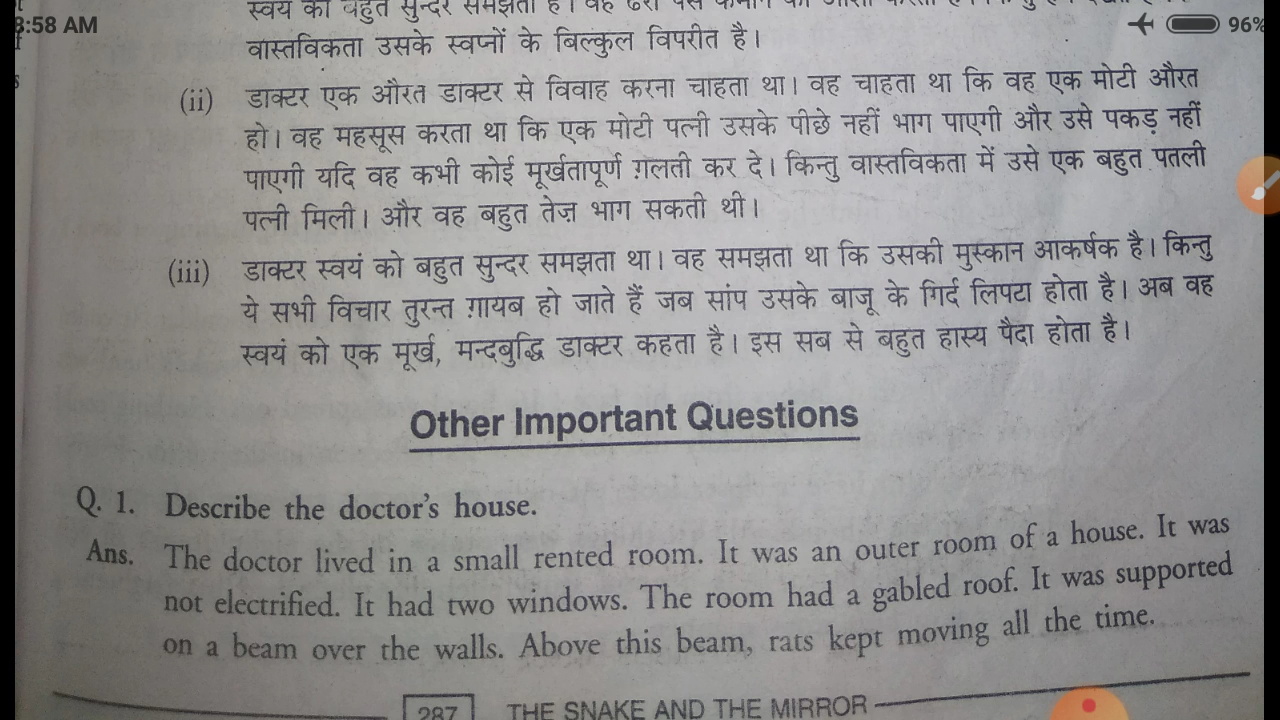 :58 AM
96%
स्वयं को बहुत सुन्दर समझता है। वह
वास्तविकता उसके स्वप्नों के बिल्कुल विपरीत है।
(ii) डाक्टर एक औरत डाक्टर से विवाह करना चाहता था। वह चाहता था कि वह एक मोटी औरत
हो। वह महसूस करता था कि एक मोटी पत्नी उसके पीछे नहीं भाग पाएगी और उसे पकड़ नहीं
पाएगी यदि वह कभी कोई मूर्खतापूर्ण ग़लती कर दे। किन्तु वास्तविकता में उसे एक बहुत पतली
पत्नी मिली। और वह बहुत तेज़ भाग सकती थी।
(iii) डाक्टर स्वयं को बहुत सुन्दर समझता था। वह समझता था कि उसकी मुस्कान आकर्षक है। किन्तु
ये सभी विचार तुरन्त ग़ायब हो जाते हैं जब सांप उसके बाजू के गिर्द लिपटा होता है। अब वह
स्वयं को एक मूर्ख, मन्दबुद्धि डाक्टर कहता है। इस सब से बहुत हास्य पैदा होता है।
Other Important Questions
Q. 1. Describe the doctor's house.
Ans. The doctor lived in a small rented room. It was an outer room of a house. It was
not electrified. It had two windows. The room had a gabled roof. It was supported
on a beam over the walls. Above this beam, rats kept moving all the time.
287 THE SNAKE AND THE MIRROR